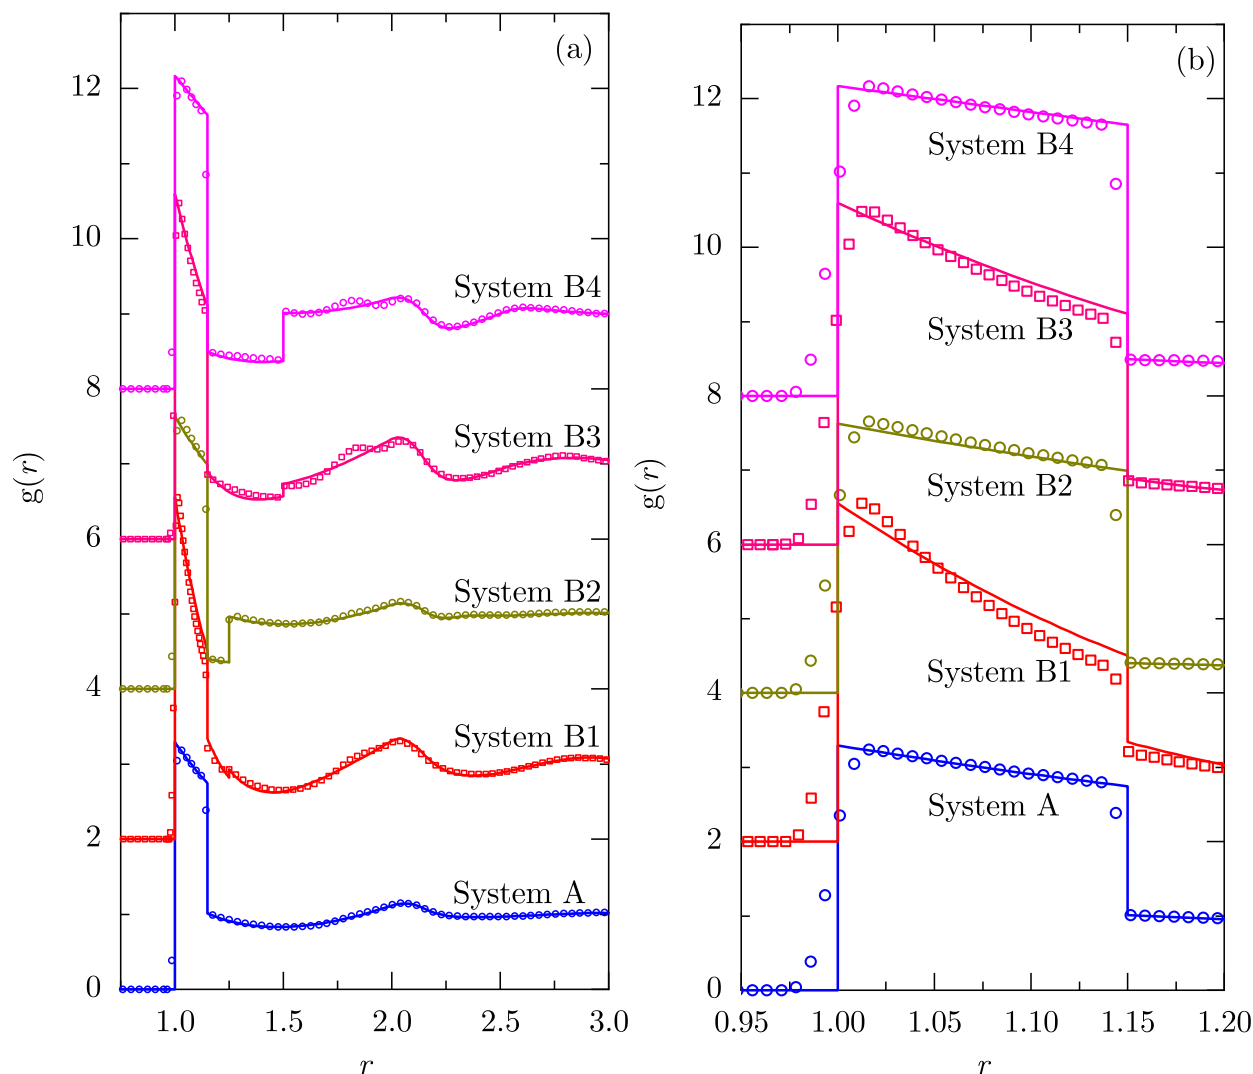 (a)
12
10
8
6
4
2
0
g(r)
System B4
System B3
System B2
System B1
System A
1.0 1.5 2.0 2.5 3.0
r
(b)
12
10
8
6
4
2
0
g(r)
System B4
System B3
System B2
System B1
System A
0.95 1.00 1.05 1.10 1.15 1.20
r